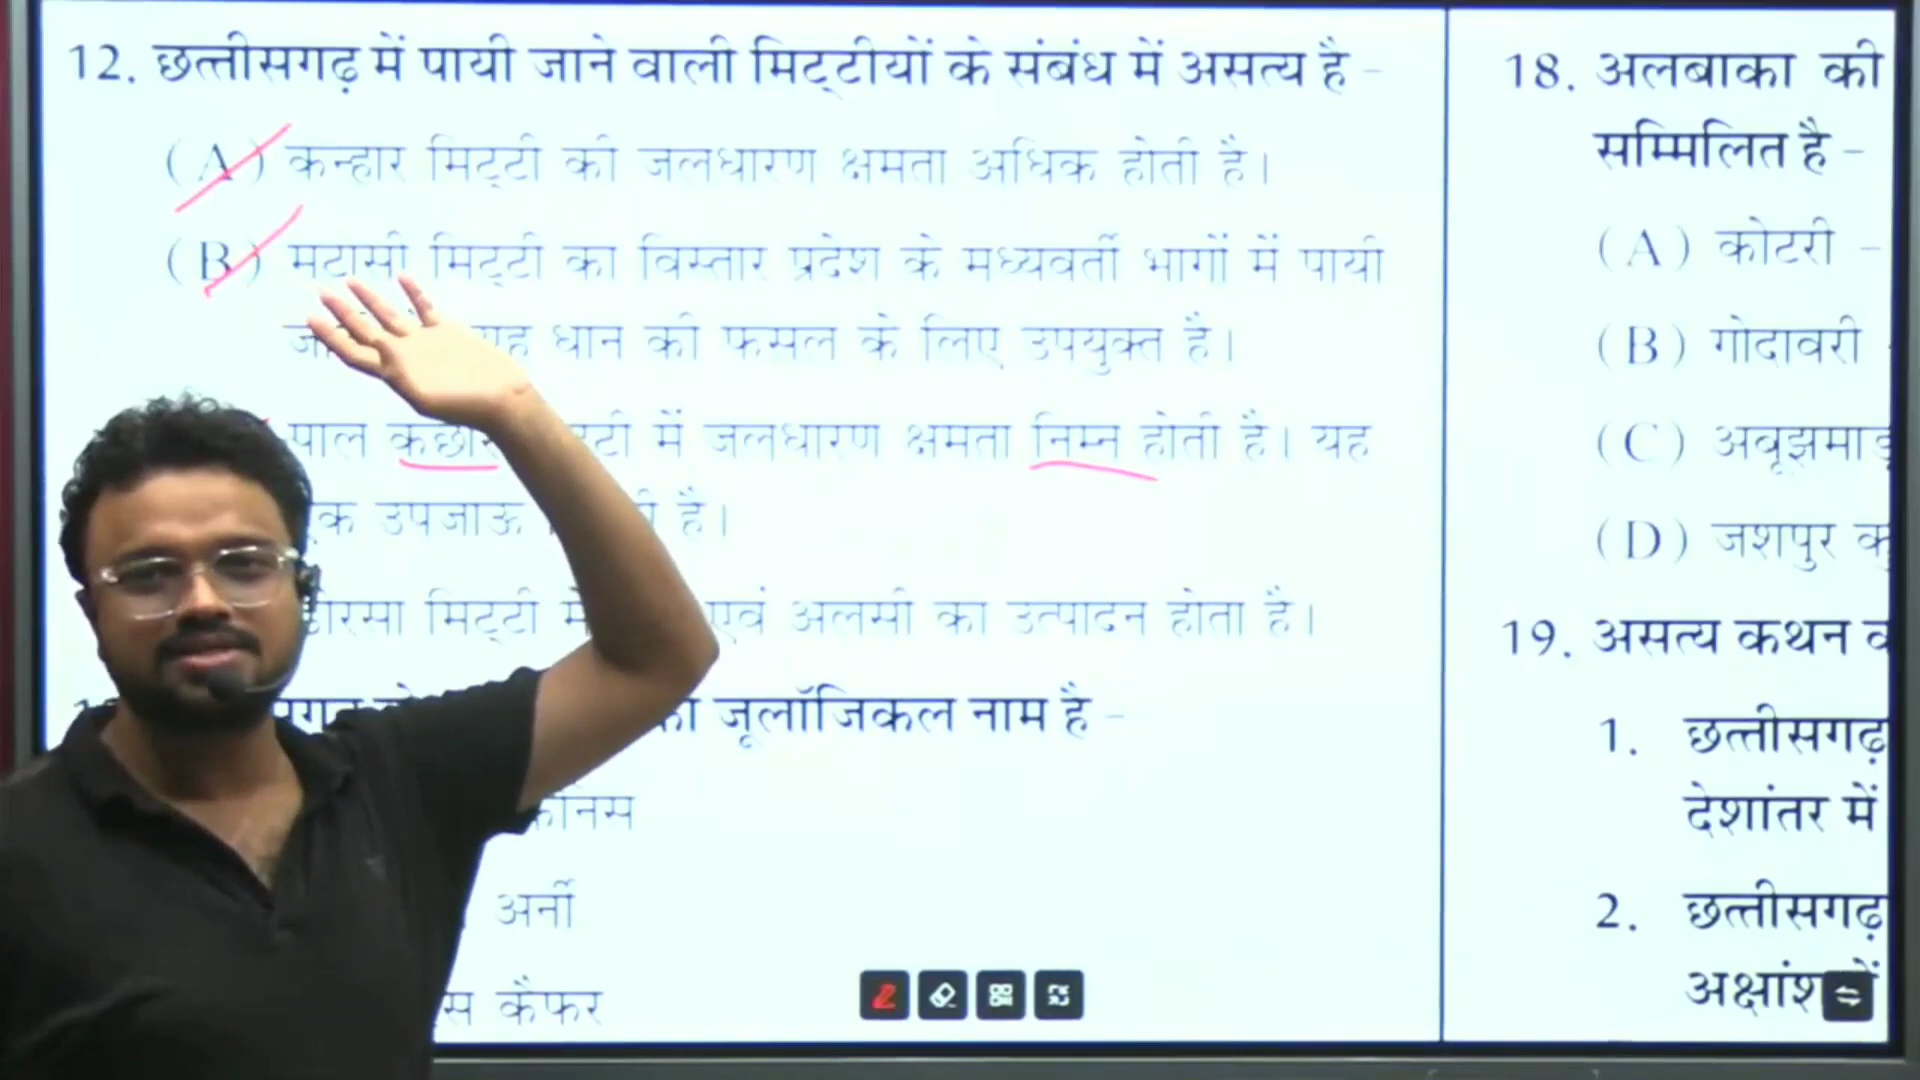 12. छत्तीसगढ़ में पायी जाने वाली मिट्टीयों के संबंध में असत्य है -
(A) कन्हार मिट्टी की जलधारण क्षमता अधिक होती है।
(B) मटासी मिट्टी का विस्तार प्रदेश के मध्यवर्ती भागों में पायी
धान की फसल के लिए उपयुक्त है।
पाल कछार में जलधारण क्षमता निम्न होती है। यह
उपजाऊ है।
मिट्टी एवं अलसी का उत्पादन होता है।
जूलॉजिकल नाम है -
अर्नी
कैफर
18. अलबाका की
सम्मिलित है -
(A) कोटरी -
(B) गोदावरी
(C) अबूझमाड़
(D) जशपुर
19. असत्य कथन
1. छत्तीसगढ़
देशांतर में
2. छत्तीसगढ़
अक्षांश में